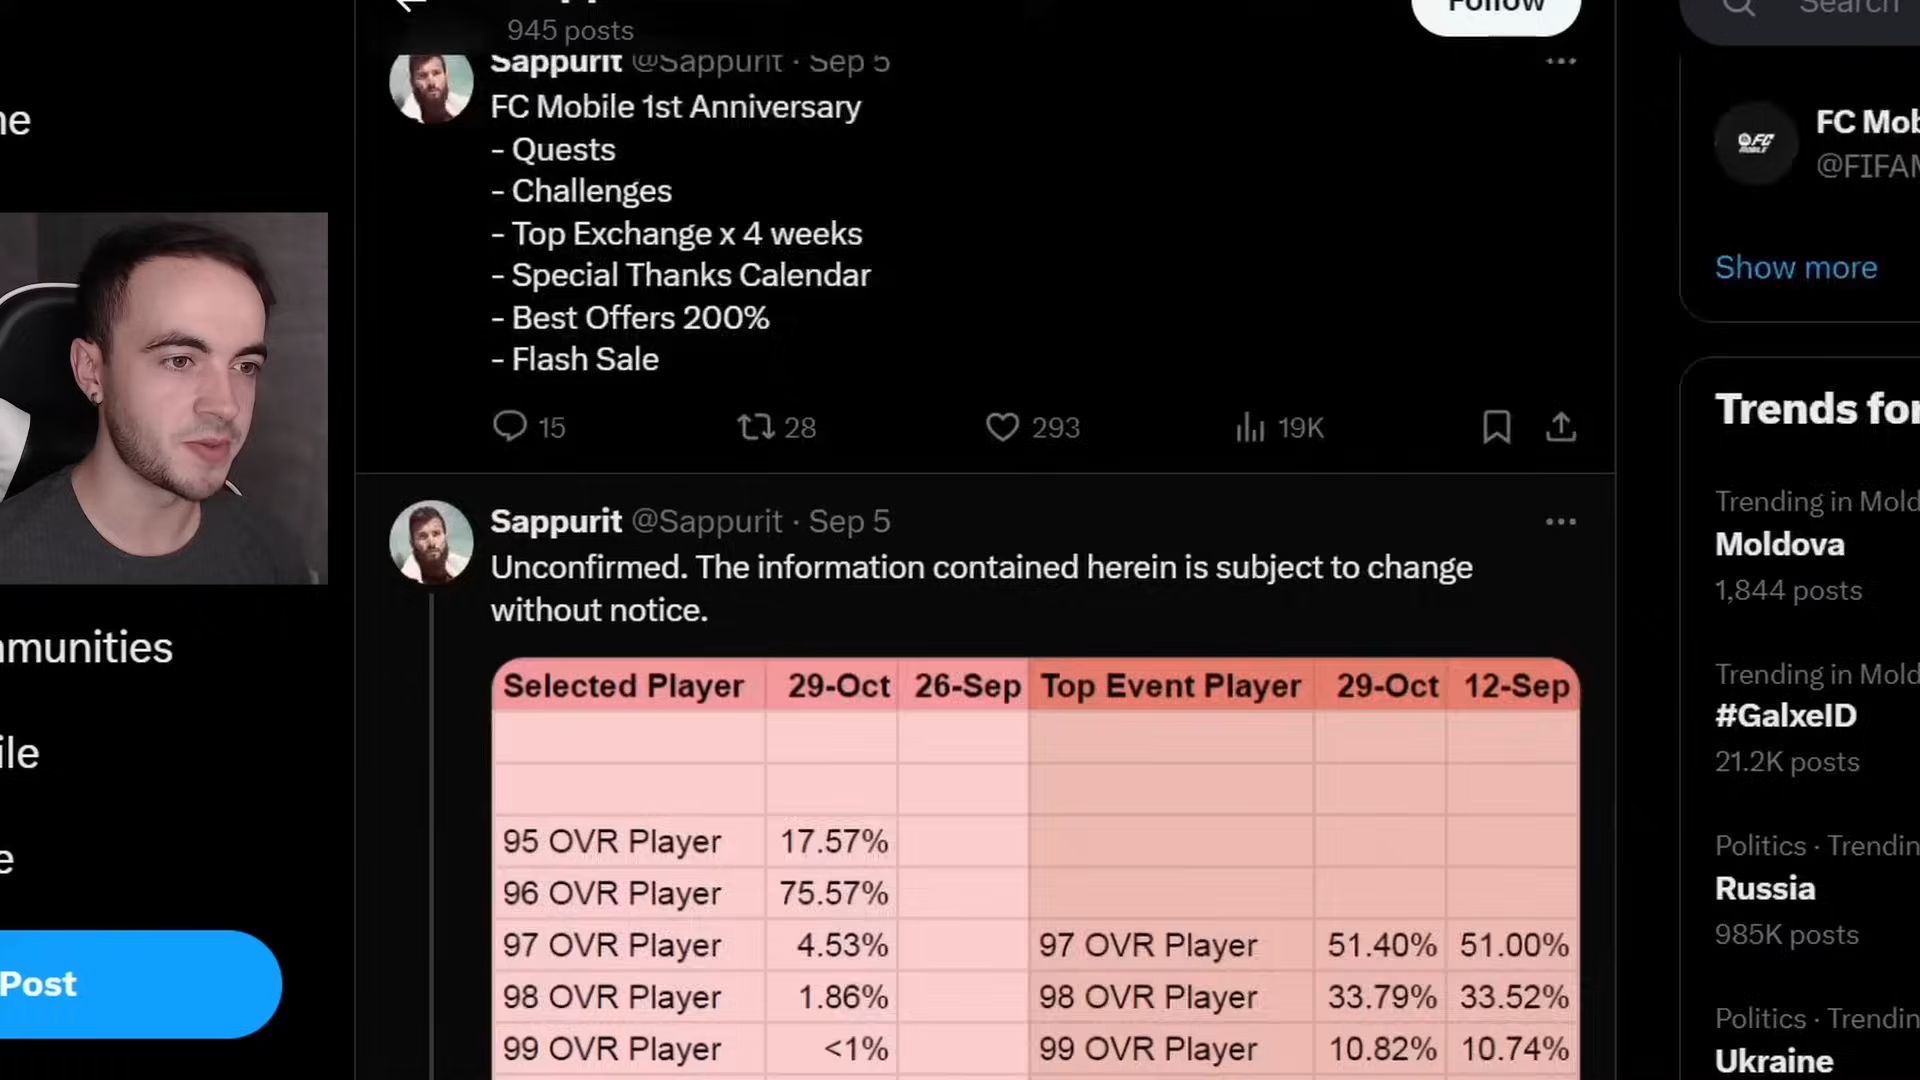 945 posts
Follow
Search
Sappurit @Sappurit · Sep 5
FC Mobile 1st Anniversary
- Quests
- Challenges
- Top Exchange x 4 weeks
- Special Thanks Calendar
- Best Offers 200%
- Flash Sale
15 28 293 19K
Sappurit @Sappurit · Sep 5
Unconfirmed. The information contained herein is subject to change
without notice.
Selected Player 29-Oct 26-Sep Top Event Player 29-Oct 12-Sep
95 OVR Player 17.57%
96 OVR Player 75.57%
97 OVR Player 4.53% 97 OVR Player 51.40% 51.00%
98 OVR Player 1.86% 98 OVR Player 33.79% 33.52%
99 OVR Player <1% 99 OVR Player 10.82% 10.74%
ne
mmunities
ile
e
Post
FC MOBILE
FC Mob
@FIFAM
Show more
Trends for
Trending in Mold
Moldova
1,844 posts
Trending in Mold
#GalxeID
21.2K posts
Politics · Trendin
Russia
985K posts
Politics · Trendin
Ukraine